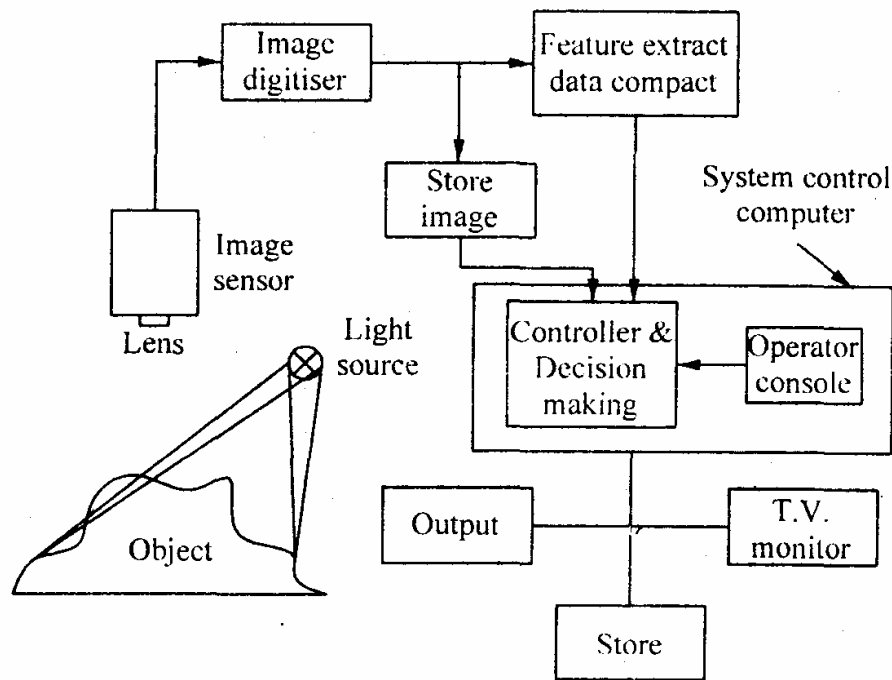 Image
digitiser
Feature extract
data compact
Store
image
System control
computer
Image
sensor
Lens
Light
source
Controller &
Decision
making
Operator
console
Object
Output
T.V.
monitor
Store